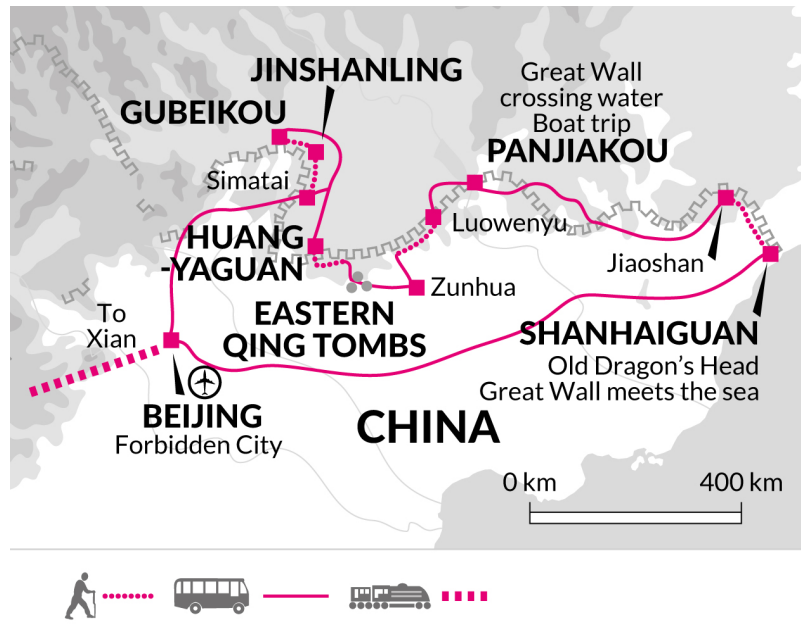 JINSHANLING
GUBEIKOU
Great Wall
crossing water
Boat trip
PANJIAKOU
Simatai
Luowenyu
HUANG
-YAGUAN
Jiaoshan
Zunhua
To
Xian
EASTERN
QING TOMBS
SHANHAIGUAN
Old Dragon's Head
Great Wall meets the sea
BEIJING
Forbidden City
CHINA
0 km
400 km